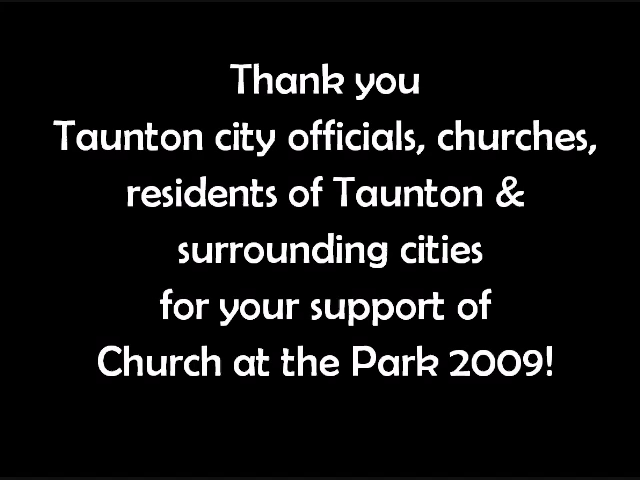 Thank you
Taunton city officials, churches,
residents of Taunton &
surrounding cities
for your support of
Church at the Park 2009!